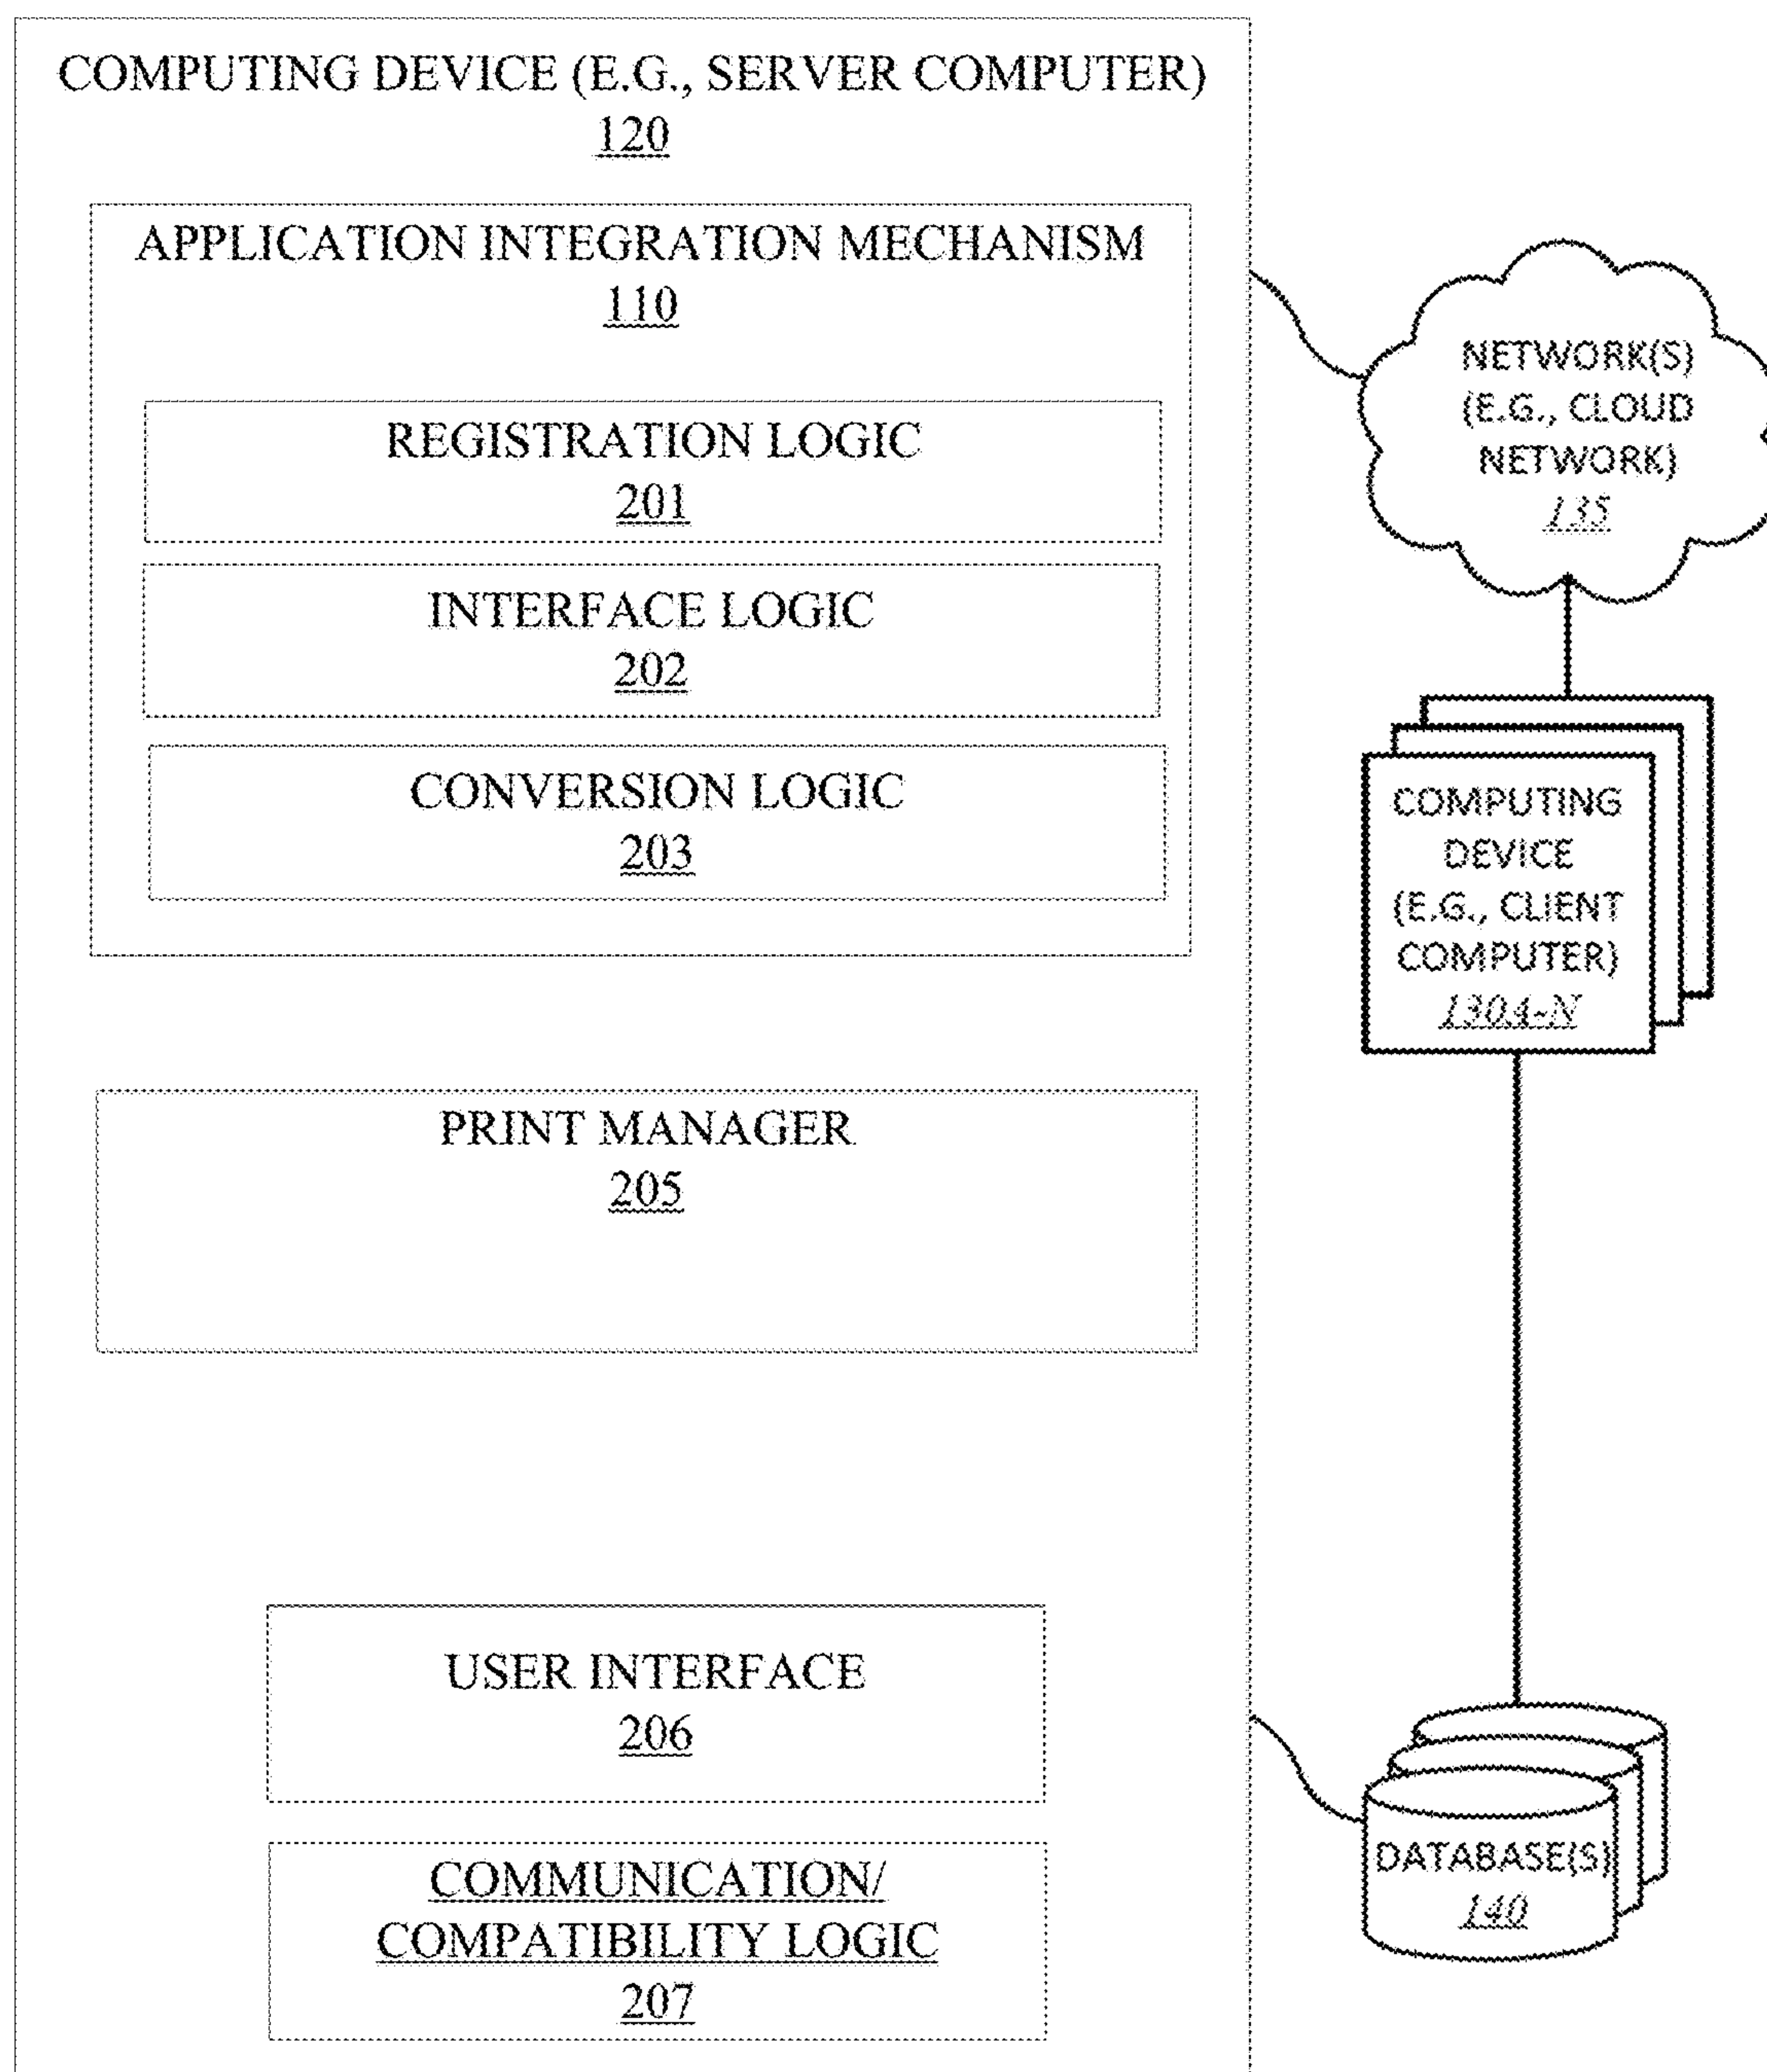 COMPUTING DEVICE (E.G., SERVER COMPUTER)
120
APPLICATION INTEGRATION MECHANISM
110
REGISTRATION LOGIC
201
INTERFACE LOGIC
202
CONVERSION LOGIC
203
PRINT MANAGER
205
USER INTERFACE
206
COMMUNICATION/
COMPATIBILITY LOGIC
207
NETWORK(S)
(E.G., CLOUD
NETWORK)
135
COMPUTING
DEVICE
(E.G., CLIENT
COMPUTER)
130A-N
DATABASE(S)
140